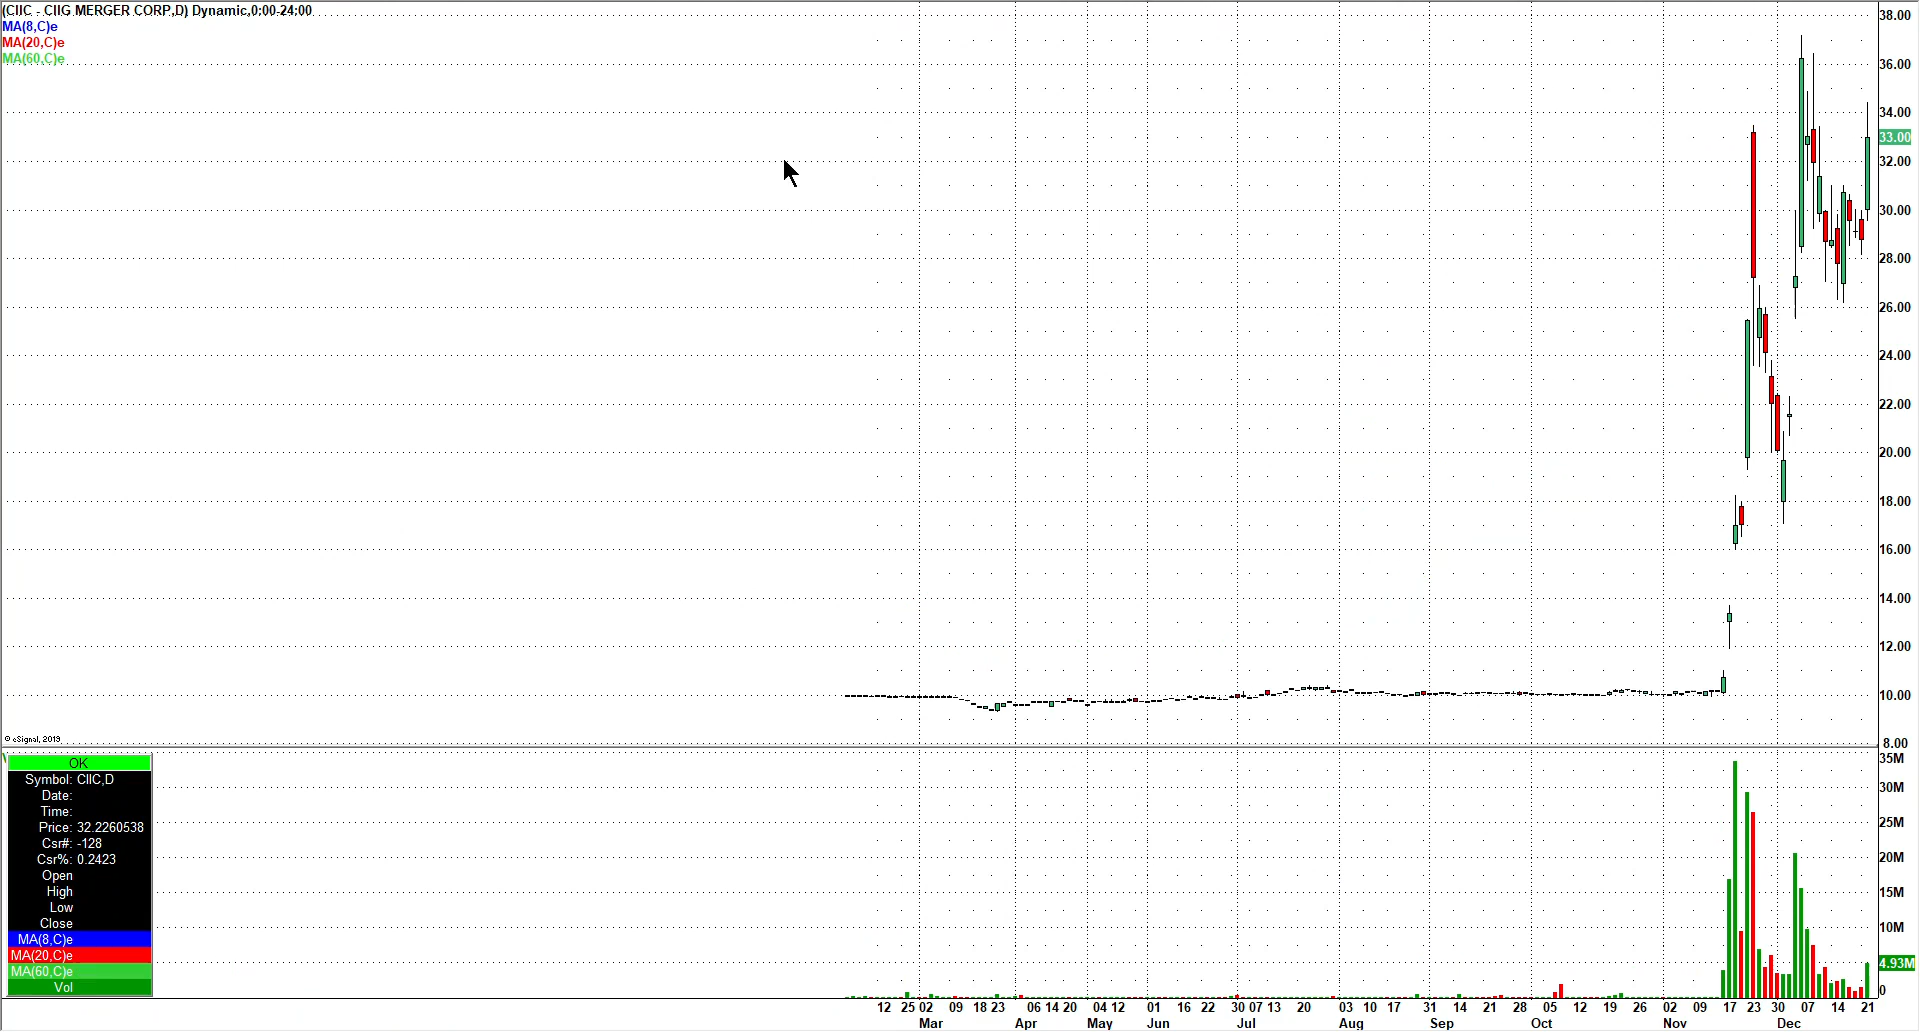 (CIIC - CIIG MERGER CORP,D) Dynamic,0:00-24:00
MA(8,C)e
MA(20,C)e
MA(60,C)e
38.00
36.00
34.00
33.00
32.00
30.00
28.00
26.00
24.00
22.00
20.00
18.00
16.00
14.00
12.00
10.00
8.00
© eSignal, 2019
OK
Symbol: CIIC,D
Date:
Time:
Price: 32.2260538
Csr#: -128
Csr%: 0.2423
Open
High
Low
Close
MA(8,C)e
MA(20,C)e
MA(60,C)e
Vol
35M
30M
25M
20M
15M
10M
4.93M
0
12 25 02 09 18 23 06 14 20 04 12 01 16 22 30 07 13 20 03 10 17 31 14 21 28 05 12 19 26 02 09 17 23 30 07 14 21
Mar Apr May Jun Jul Aug Sep Oct Nov Dec